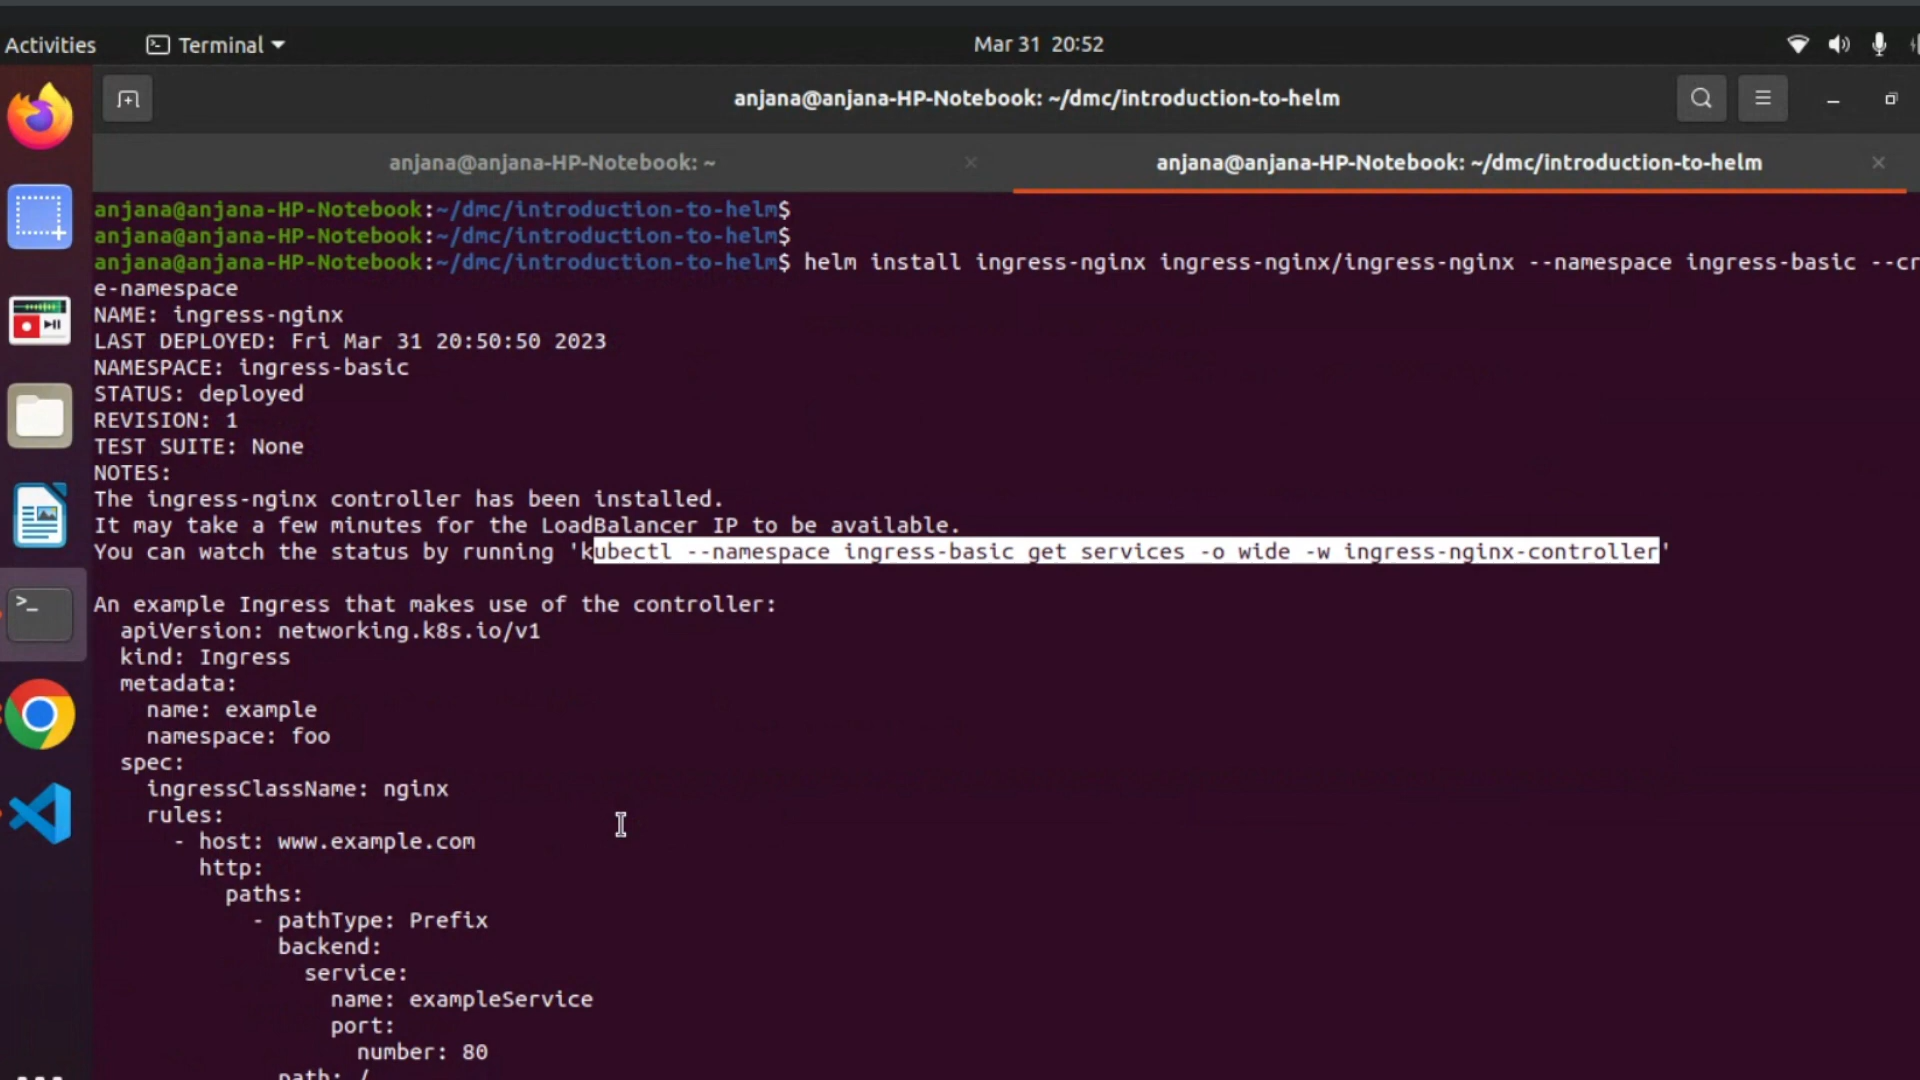 Activities Terminal Mar 31 20:52
anjana@anjana-HP-Notebook: ~/dmc/introduction-to-helm
anjana@anjana-HP-Notebook: ~ anjana@anjana-HP-Notebook: ~/dmc/introduction-to-helm
anjana@anjana-HP-Notebook:~/dmc/introduction-to-helm$
anjana@anjana-HP-Notebook:~/dmc/introduction-to-helm$
anjana@anjana-HP-Notebook:~/dmc/introduction-to-helm$ helm install ingress-nginx ingress-nginx/ingress-nginx --namespace ingress-basic --cr
e-namespace
NAME: ingress-nginx
LAST DEPLOYED: Fri Mar 31 20:50:50 2023
NAMESPACE: ingress-basic
STATUS: deployed
REVISION: 1
TEST SUITE: None
NOTES:
The ingress-nginx controller has been installed.
It may take a few minutes for the LoadBalancer IP to be available.
You can watch the status by running 'kubectl --namespace ingress-basic get services -o wide -w ingress-nginx-controller'
An example Ingress that makes use of the controller:
apiVersion: networking.k8s.io/v1
kind: Ingress
metadata:
name: example
namespace: foo
spec:
ingressClassName: nginx
rules:
- host: www.example.com
http:
paths:
- pathType: Prefix
backend:
service:
name: exampleService
port:
number: 80
path: /